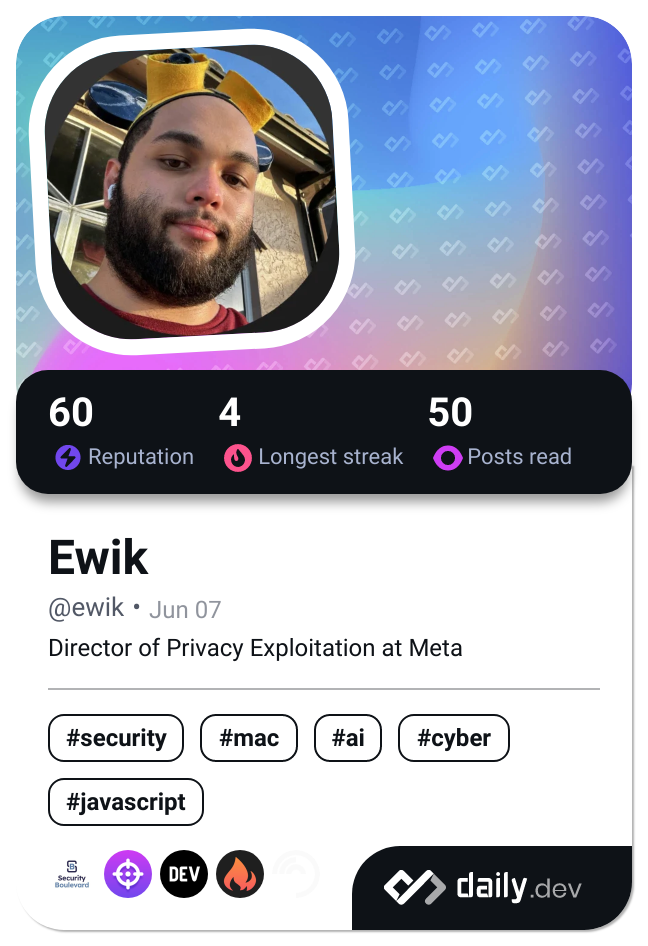 60 4 50
Reputation Longest streak Posts read
Ewik
@ewik • Jun 07
Director of Privacy Exploitation at Meta
#security #mac #ai #cyber
#javascript
Security
Boulevard
DEV
daily.dev